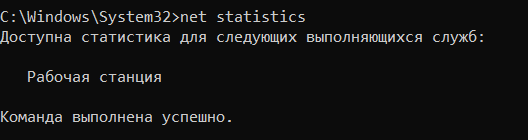 C:\Windows\System32>net statistics
Доступна статистика для следующих выполняющихся служб:
Рабочая станция
Команда выполнена успешно.